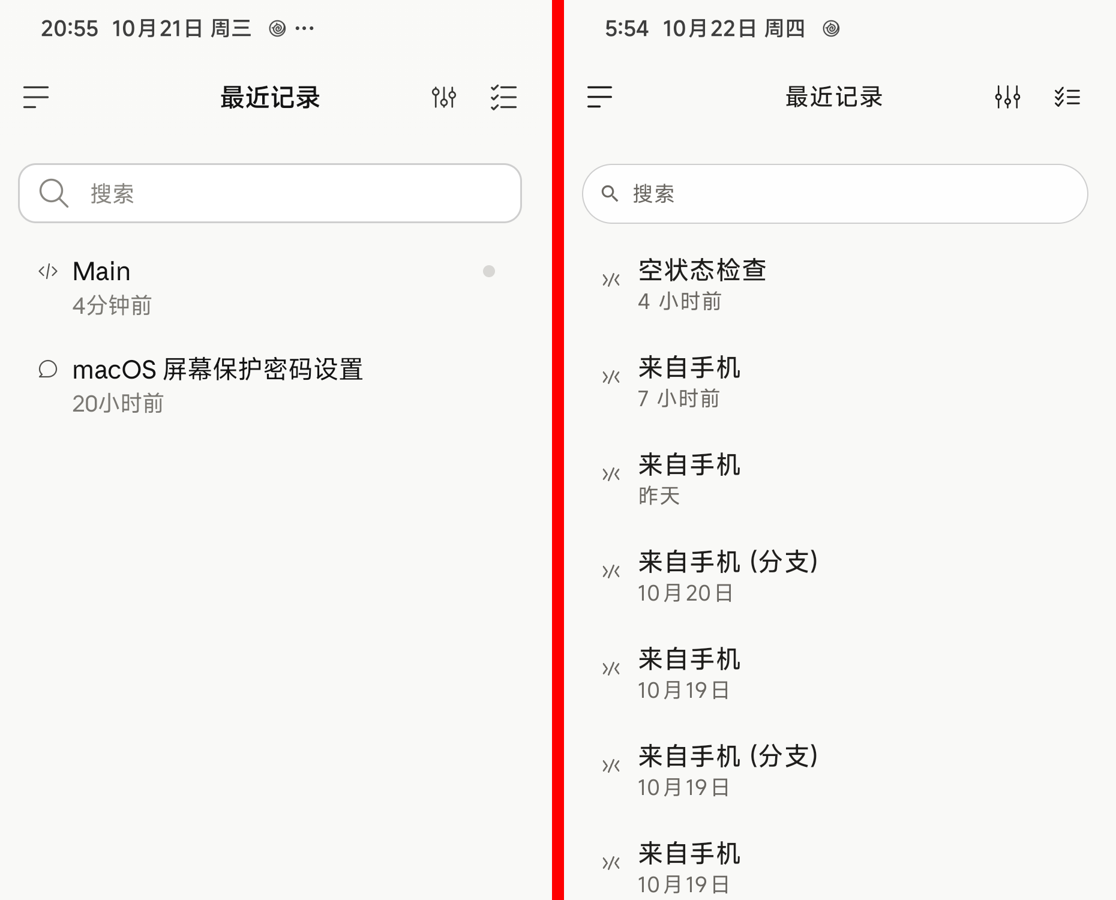 20:55 10月21日 周三 ...
最近记录
搜索
</> Main
4分钟前
macOS 屏幕保护密码设置
20小时前
5:54 10月22日 周四
最近记录
搜索
空状态检查
4 小时前
来自手机
7 小时前
来自手机
昨天
来自手机 (分支)
10月20日
来自手机
10月19日
来自手机 (分支)
10月19日
来自手机
10月19日